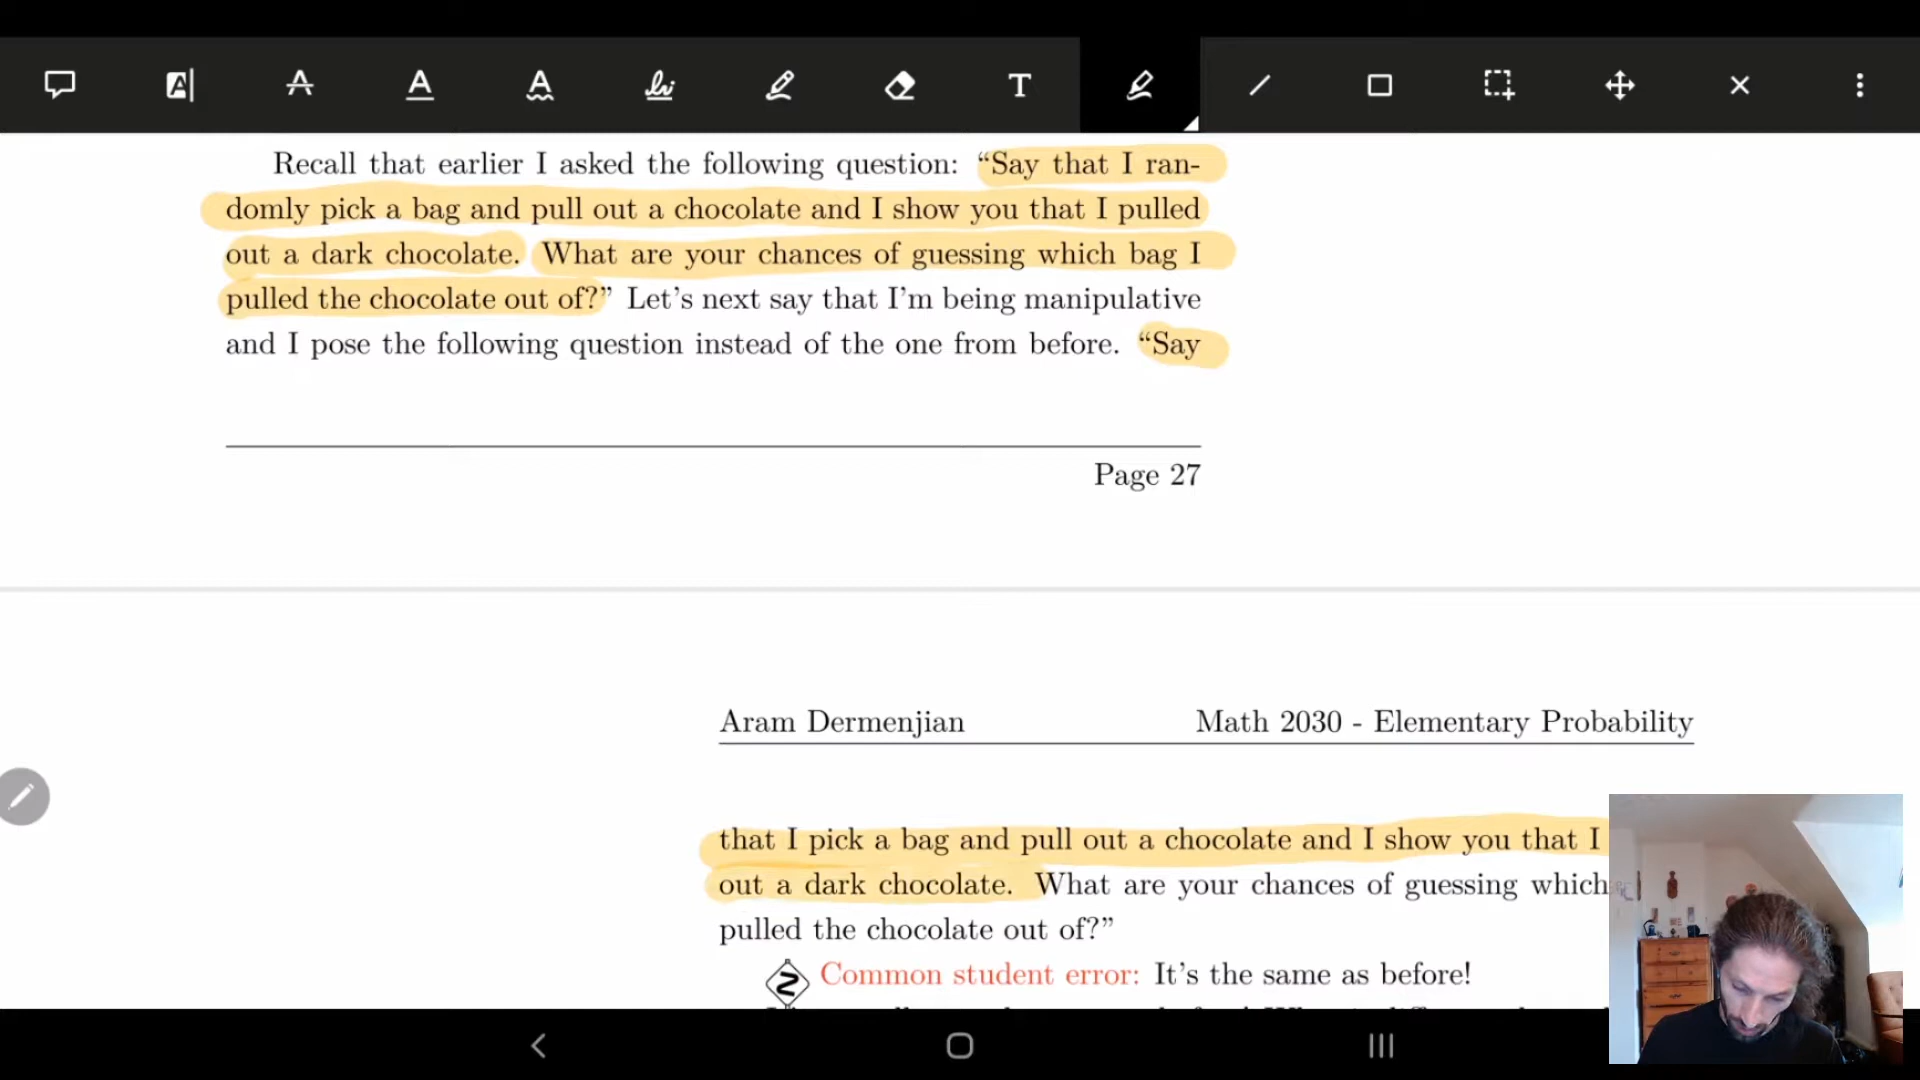 Recall that earlier I asked the following question: “Say that I ran-
domly pick a bag and pull out a chocolate and I show you that I pulled
out a dark chocolate. What are your chances of guessing which bag I
pulled the chocolate out of?” Let’s next say that I’m being manipulative
and I pose the following question instead of the one from before. “Say
Page 27
Aram Dermenjian Math 2030 - Elementary Probability
that I pick a bag and pull out a chocolate and I show you that I
out a dark chocolate. What are your chances of guessing which
pulled the chocolate out of?”
Common student error: It’s the same as before!